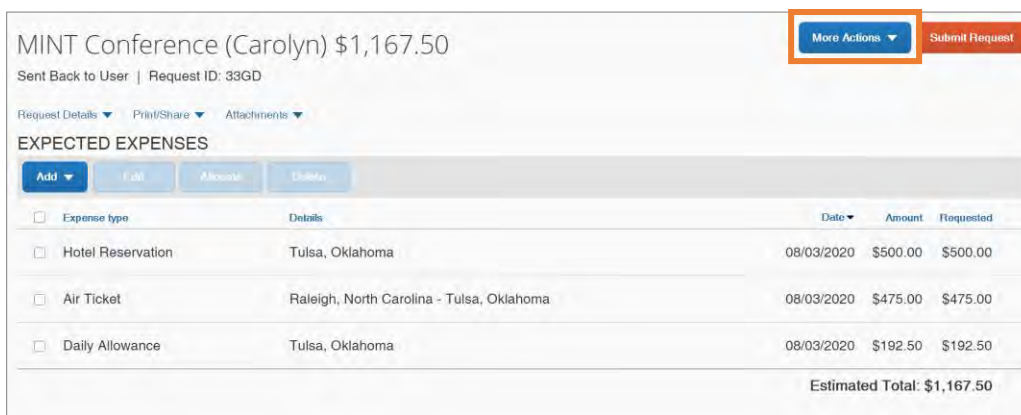 MINT Conference (Carolyn) $1,167.50
More Actions
Submit Request
Sent Back to User | Request ID: 33GD
Request Details Print/Share Attachments
EXPECTED EXPENSES
Add Edit Allocate Delete
Expense type Details Date Amount Requested
Hotel Reservation Tulsa, Oklahoma 08/03/2020 $500.00 $500.00
Air Ticket Raleigh, North Carolina - Tulsa, Oklahoma 08/03/2020 $475.00 $475.00
Daily Allowance Tulsa, Oklahoma 08/03/2020 $192.50 $192.50
Estimated Total: $1,167.50